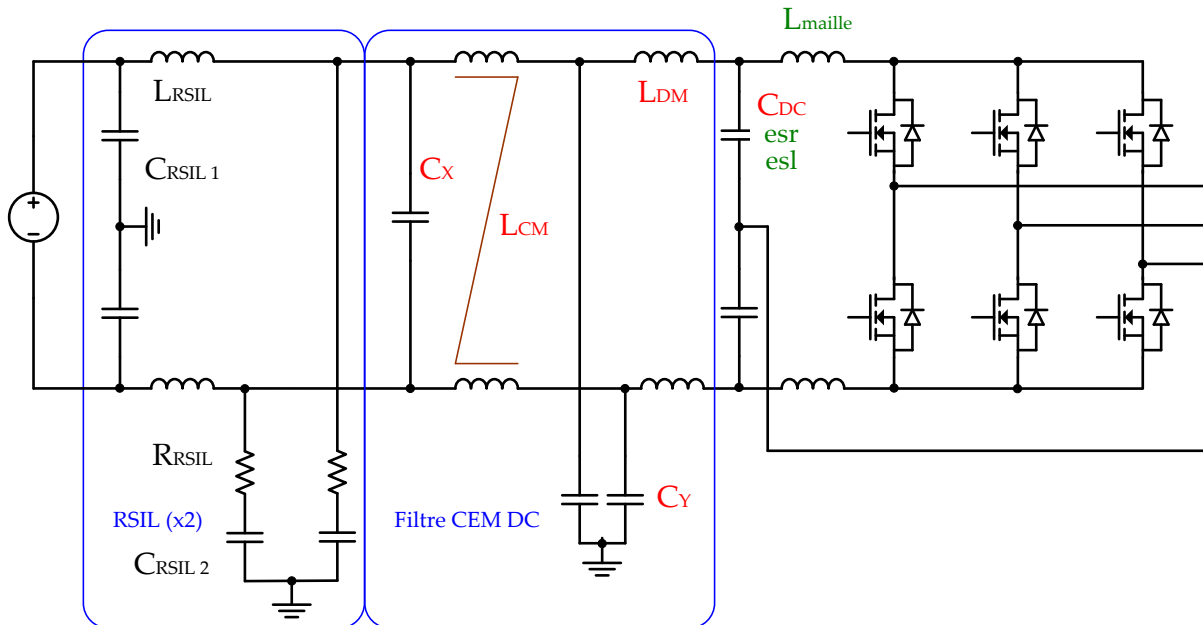 Lmaille
LRSIL
LDM
CDC
esr
esl
CRSIL 1
CX
LCM
RRSIL
CY
RSIL (x2)
Filtre CEM DC
CRSIL 2